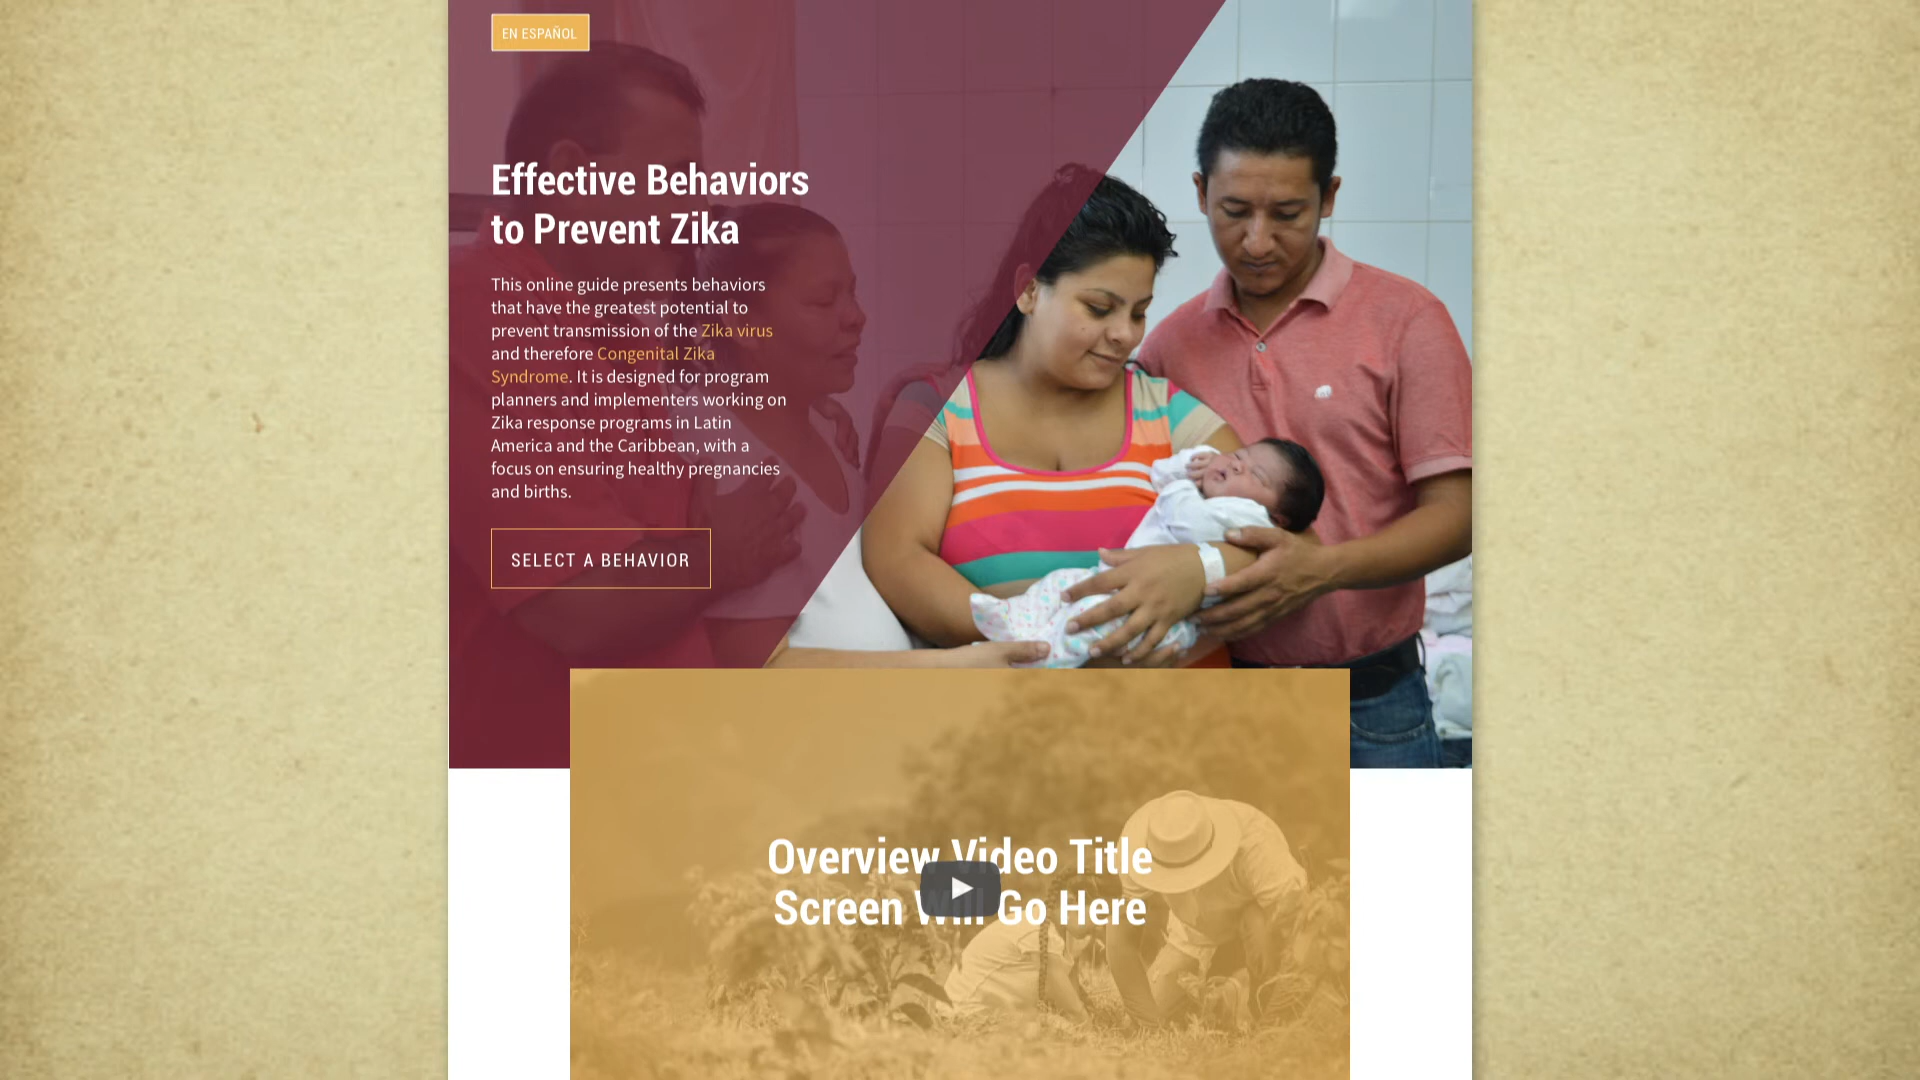 EN ESPAÑOL
Effective Behaviors
to Prevent Zika
This online guide presents behaviors
that have the greatest potential to
prevent transmission of the Zika virus
and therefore Congenital Zika
Syndrome. It is designed for program
planners and implementers working on
Zika response programs in Latin
America and the Caribbean, with a
focus on ensuring healthy pregnancies
and births.
SELECT A BEHAVIOR
Overview Video Title
Screen Will Go Here